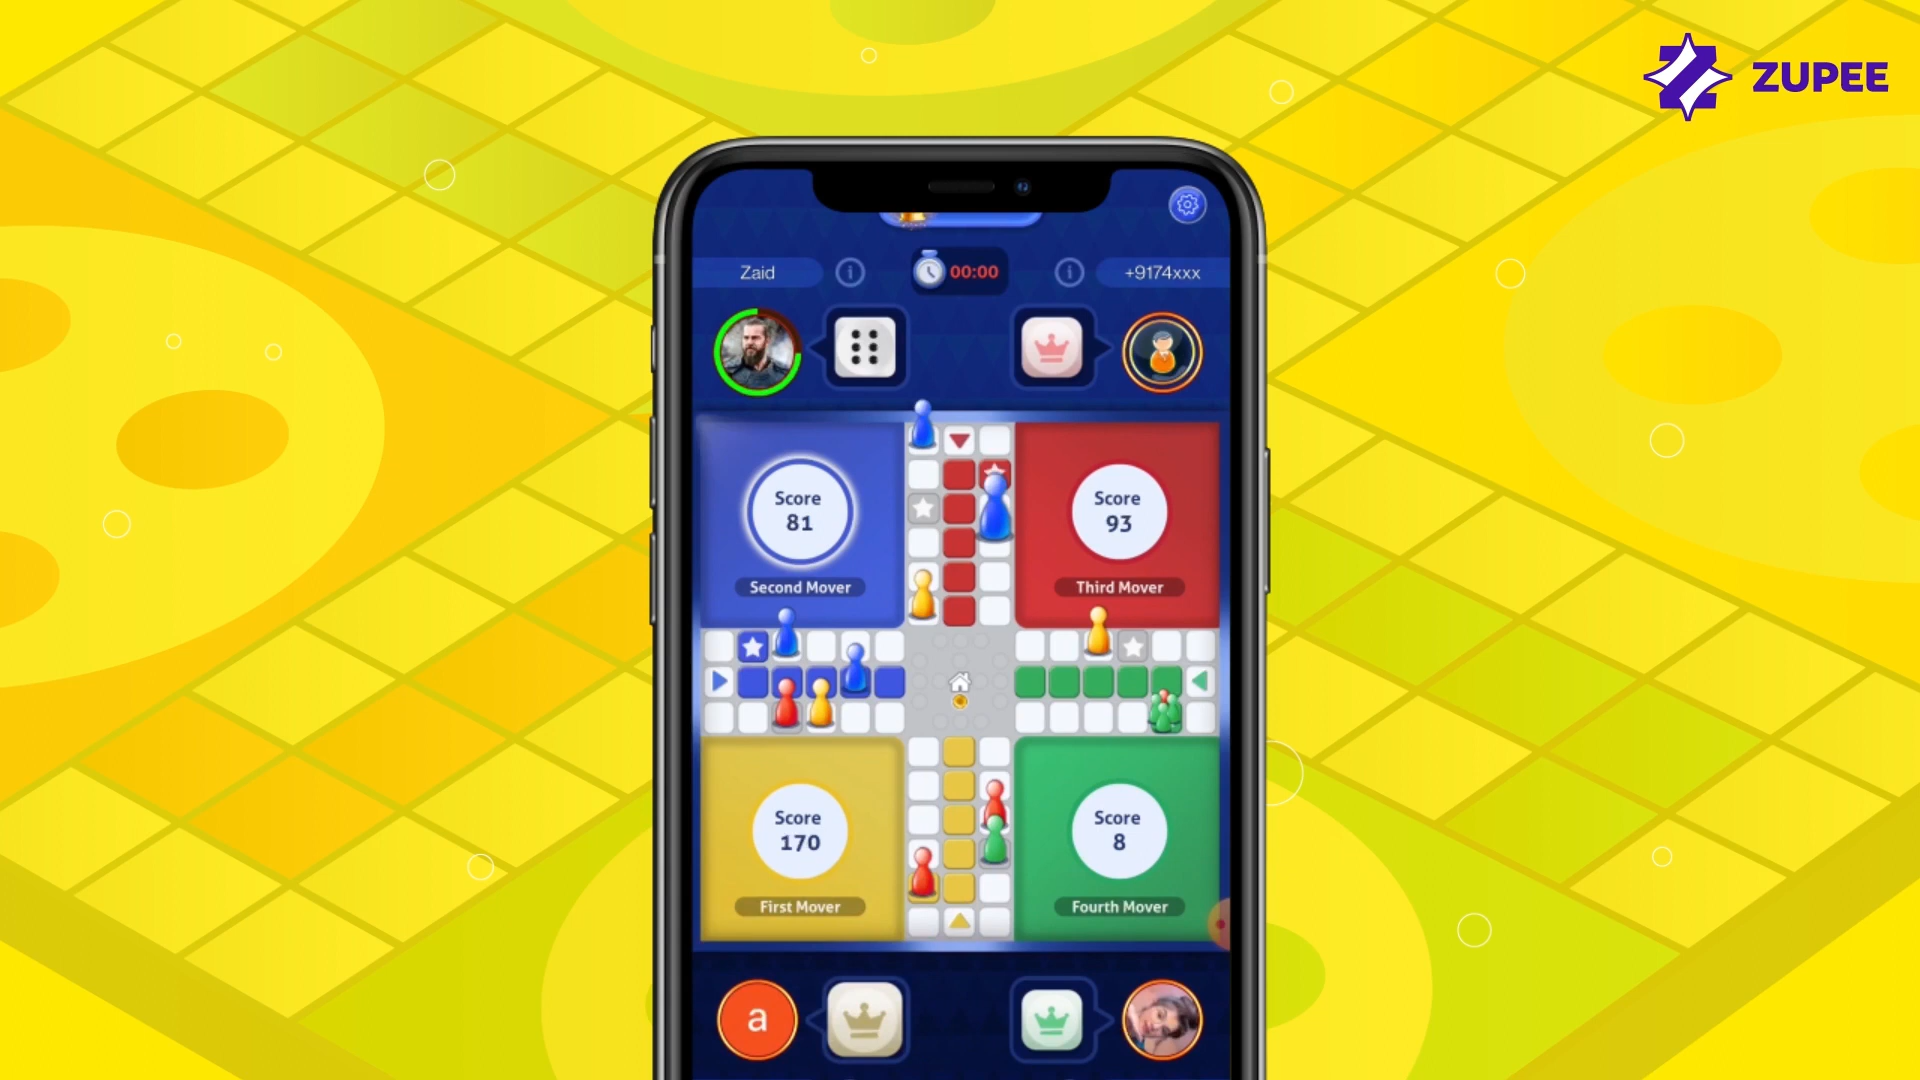 ZUPEE
Zaid
00:00
+9174xxx
Score
81
Second Mover
Score
93
Third Mover
Score
170
First Mover
Score
8
Fourth Mover
a